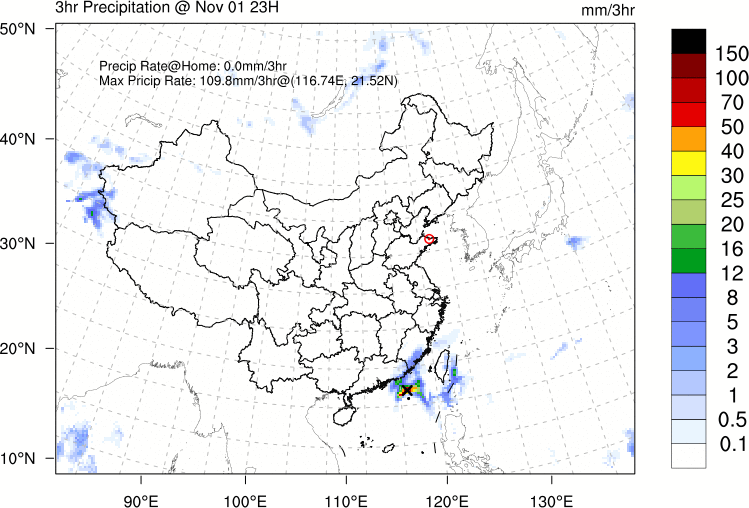 3hr Precipitation @ Nov 01 23H
mm/3hr
Precip Rate@Home: 0.0mm/3hr
Max Pricip Rate: 109.8mm/3hr@(116.74E, 21.52N)
50°N
40°N
30°N
20°N
10°N
90°E
100°E
110°E
120°E
130°E
150
100
70
50
40
30
25
20
16
12
8
5
3
2
1
0.5
0.1